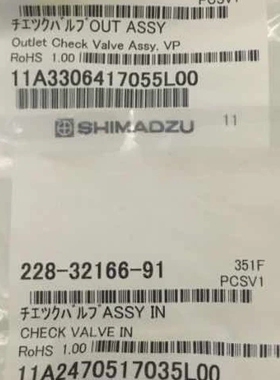 PCSV1
チエツクバルブOUT ASSY
Outlet Check Valve Assy, VP
RoHS 1.00
11A3306417055L00
SHIMADZU 11
228-32166-91 351F
PCSV1
チエツクバルブASSY IN
CHECK VALVE IN
RoHS 1.00
11A2470517035L00